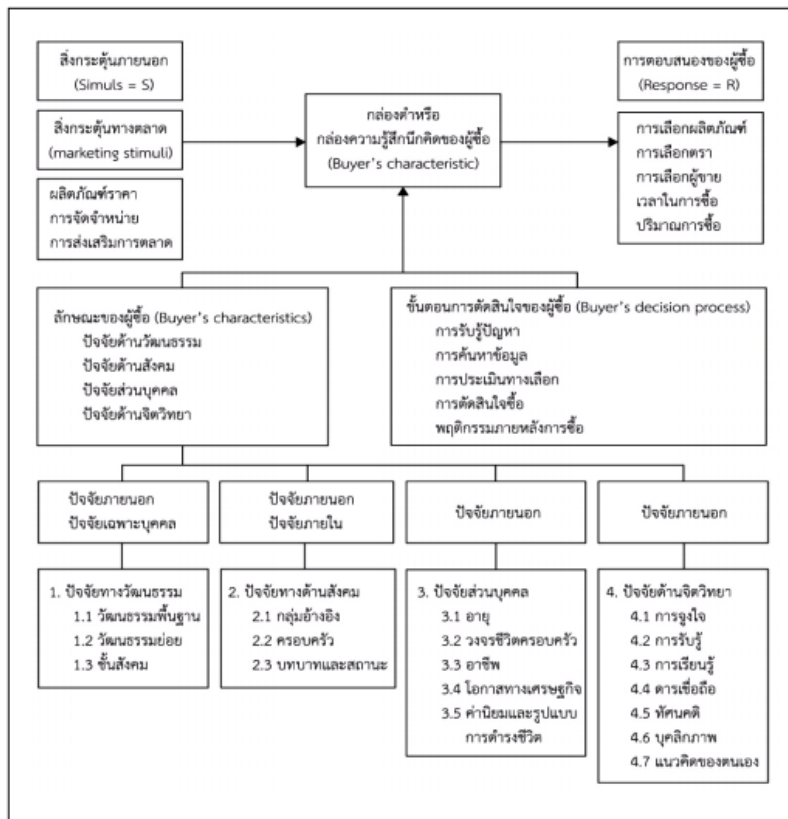 สิ่งกระตุ้นภายนอก
(Simuls = S)
สิ่งกระตุ้นทางตลาด
(marketing stimuli)
ผลิตภัณฑ์ราคา
การจัดจำหน่าย
การส่งเสริมการตลาด
กล่องดำหรือ
กล่องความรู้สึกนึกคิดของผู้ซื้อ
(Buyer's characteristic)
การตอบสนองของผู้ซื้อ
(Response = R)
การเลือกผลิตภัณฑ์
การเลือกตรา
การเลือกผู้ขาย
เวลาในการซื้อ
ปริมาณการซื้อ
ลักษณะของผู้ซื้อ (Buyer's characteristics)
ปัจจัยด้านวัฒนธรรม
ปัจจัยด้านสังคม
ปัจจัยส่วนบุคคล
ปัจจัยด้านจิตวิทยา
ขั้นตอนการตัดสินใจของผู้ซื้อ (Buyer's decision process)
การรับรู้ปัญหา
การค้นหาข้อมูล
การประเมินทางเลือก
การตัดสินใจซื้อ
พฤติกรรมภายหลังการซื้อ
ปัจจัยภายนอก
ปัจจัยเฉพาะบุคคล
ปัจจัยภายนอก
ปัจจัยภายใน
ปัจจัยภายนอก
ปัจจัยภายนอก
1. ปัจจัยทางวัฒนธรรม
1.1 วัฒนธรรมพื้นฐาน
1.2 วัฒนธรรมย่อย
1.3 ชั้นสังคม
2. ปัจจัยทางด้านสังคม
2.1 กลุ่มอ้างอิง
2.2 ครอบครัว
2.3 บทบาทและสถานะ
3. ปัจจัยส่วนบุคคล
3.1 อายุ
3.2 วงจรชีวิตครอบครัว
3.3 อาชีพ
3.4 โอกาสทางเศรษฐกิจ
3.5 ค่านิยมและรูปแบบ
การดำรงชีวิต
4. ปัจจัยด้านจิตวิทยา
4.1 การจูงใจ
4.2 การรับรู้
4.3 การเรียนรู้
4.4 ดารเชื่อถือ
4.5 ทัศนคติ
4.6 บุคลิกภาพ
4.7 แนวคิดของตนเอง